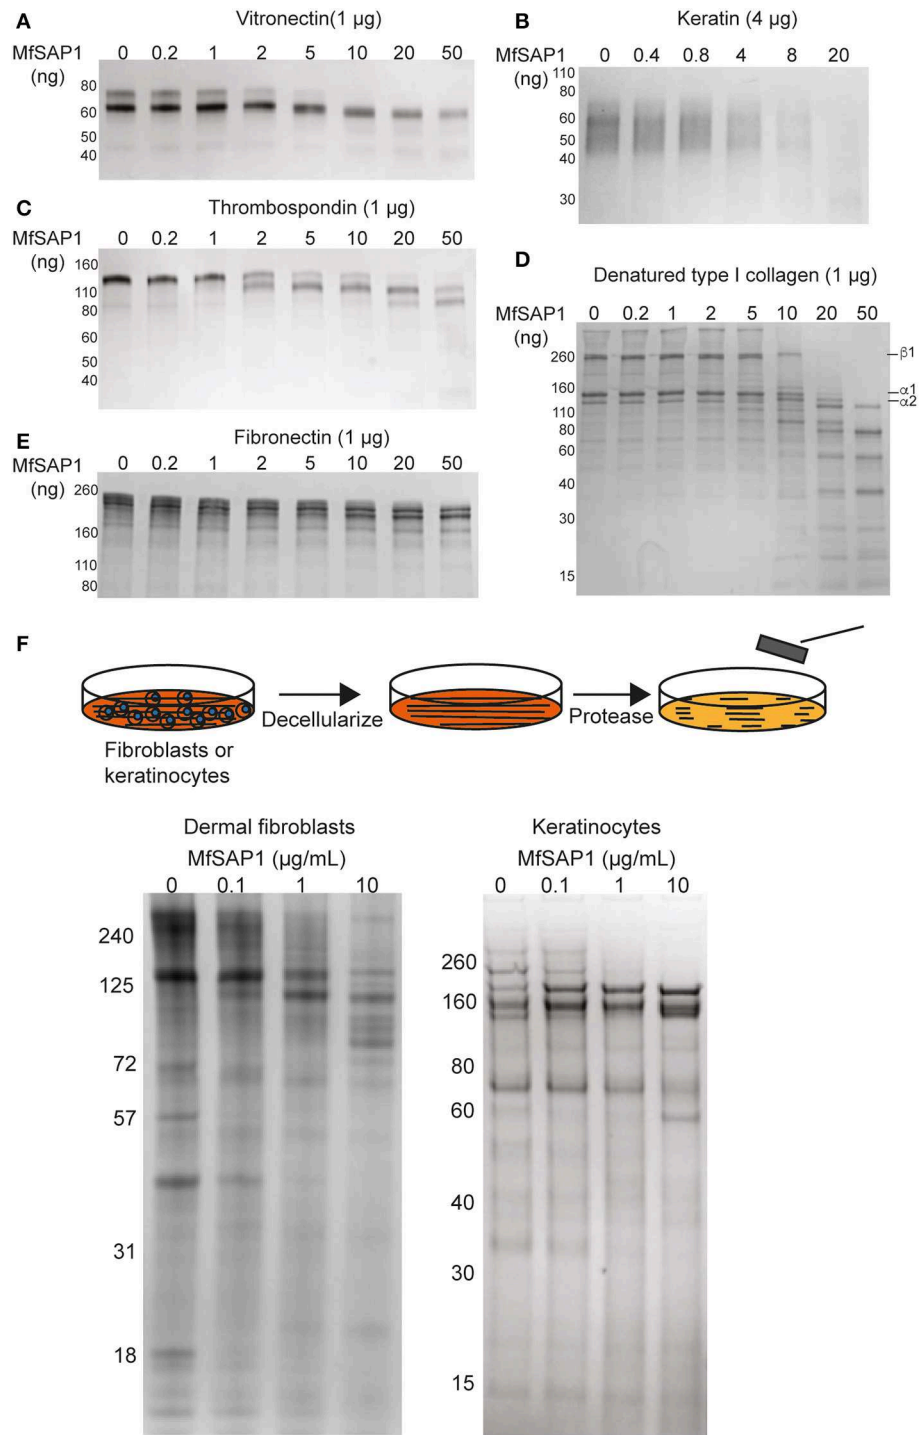 A
Vitronectin(1 µg)
MfSAP1 0 0.2 1 2 5 10 20 50
(ng)
80
60
50
40
B
Keratin (4 µg)
MfSAP1 0 0.4 0.8 4 8 20
(ng)
110
80
60
50
40
30
C
Thrombospondin (1 µg)
MfSAP1 0 0.2 1 2 5 10 20 50
(ng)
160
110
80
60
50
40
D
Denatured type I collagen (1 µg)
MfSAP1 0 0.2 1 2 5 10 20 50
(ng)
260
160
110
80
60
40
30
15
β1
α1
α2
E
Fibronectin (1 µg)
MfSAP1 0 0.2 1 2 5 10 20 50
(ng)
260
160
110
80
F
Decellularize
Protease
Fibroblasts or
keratinocytes
Dermal fibroblasts
MfSAP1 (µg/mL)
0 0.1 1 10
240
125
72
57
31
18
Keratinocytes
MfSAP1 (µg/mL)
0 0.1 1 10
260
160
80
60
40
30
15